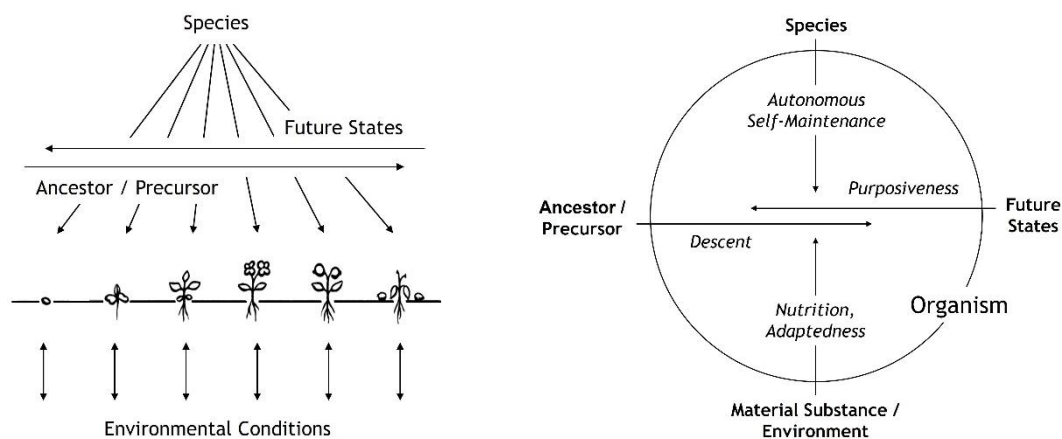 Species
Future States
Ancestor / Precursor
Environmental Conditions
Species
Autonomous
Self-Maintenance
Purposiveness
Ancestor /
Precursor
Future
States
Descent
Nutrition,
Adaptedness
Organism
Material Substance /
Environment